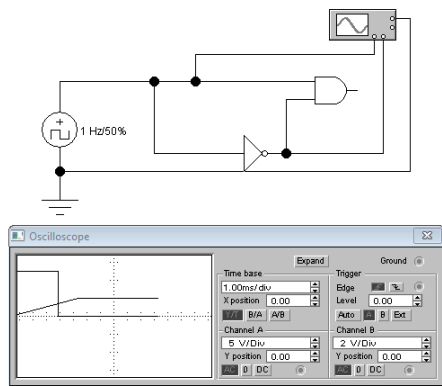 1 Hz/50%
Oscilloscope
Expand
Ground
Time base
Trigger
1.00ms/div
Edge
X position 0.00
Level 0.00
Y/T B/A A/B
Auto A B Ext
Channel A
Channel B
5 V/Div
2 V/Div
Y position 0.00
Y position 0.00
AC 0 DC
AC 0 DC